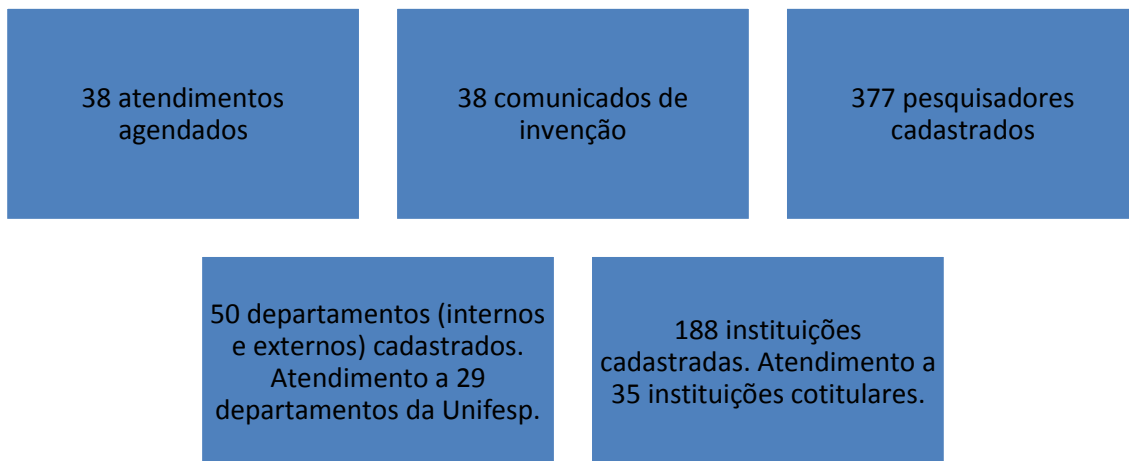 38 atendimentos
agendados
38 comunicados de
invenção
377 pesquisadores
cadastrados
50 departamentos (internos
e externos) cadastrados.
Atendimento a 29
departamentos da Unifesp.
188 instituições
cadastradas. Atendimento a
35 instituições cotitulares.